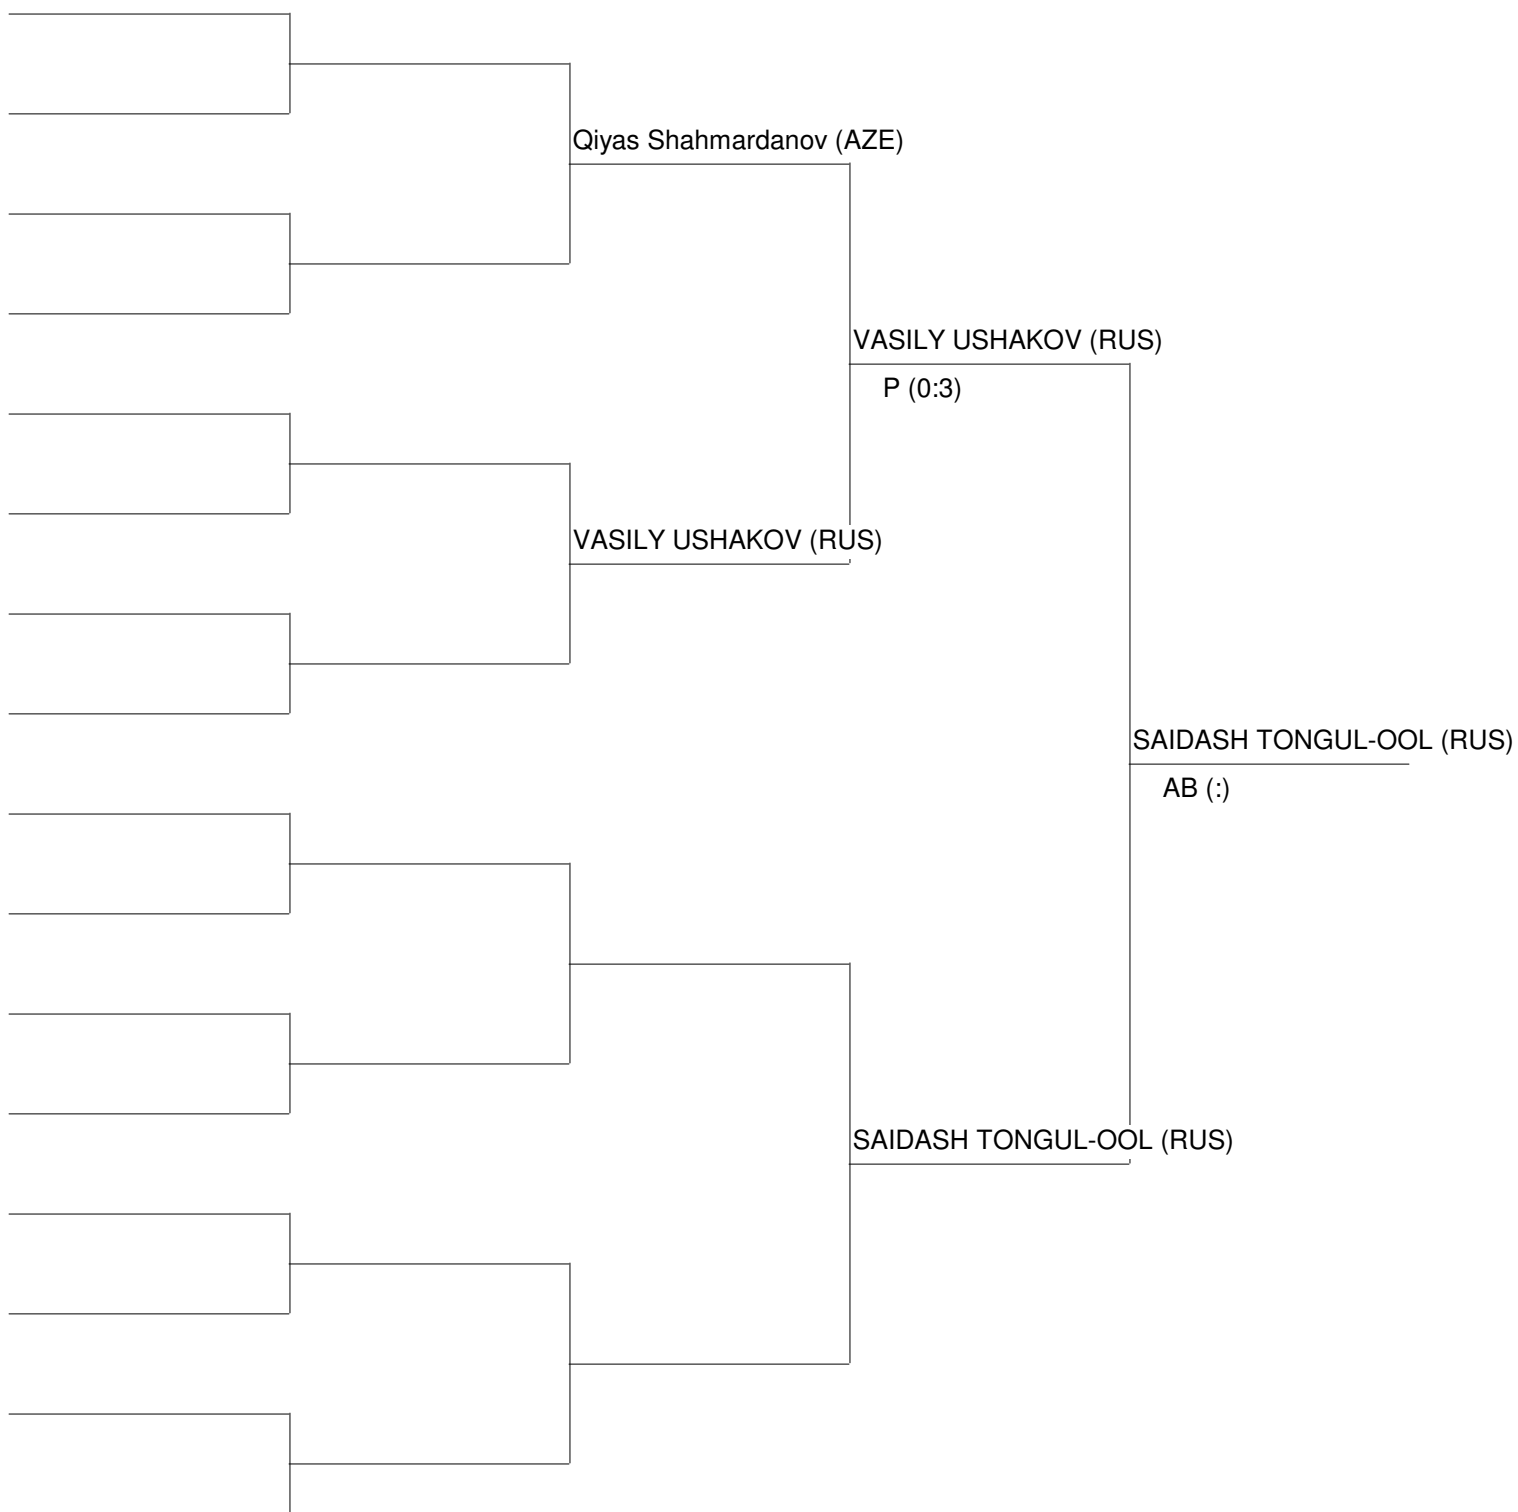 Qiyas Shahmardanov (AZE)
VASILY USHAKOV (RUS)
P (0:3)
VASILY USHAKOV (RUS)
SAIDASH TONGUL-OOL (RUS)
AB (:)
SAIDASH TONGUL-OOL (RUS)